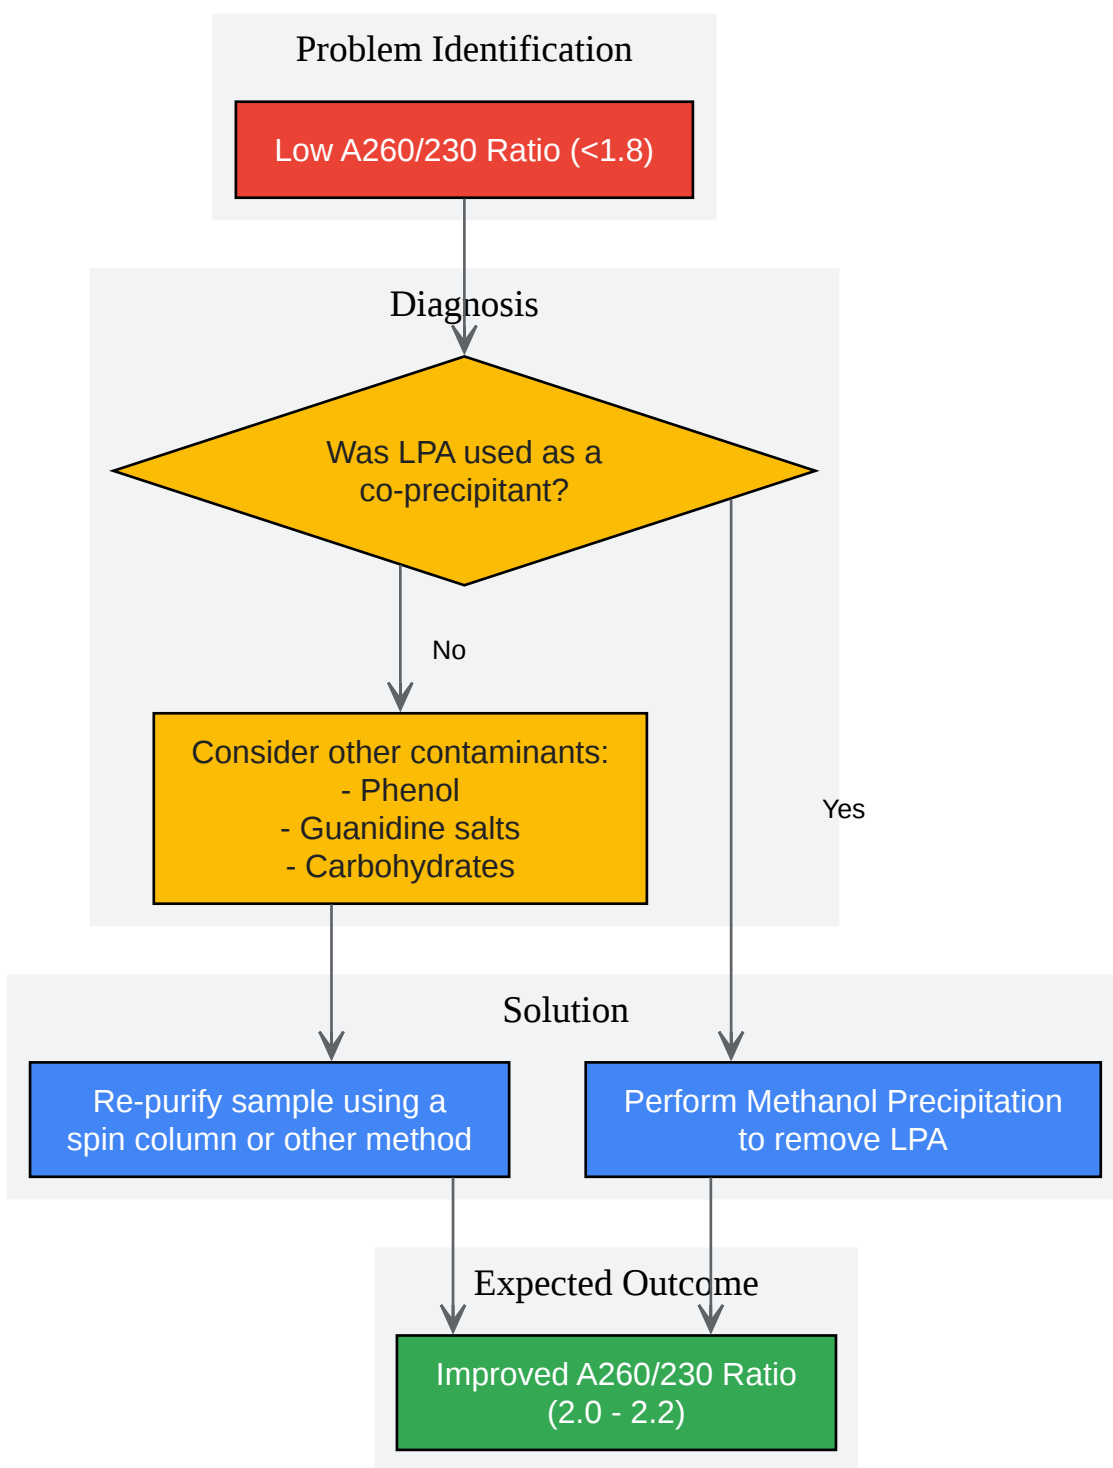 Problem Identification
Low A260/230 Ratio (<1.8)
Diagnosis
Was LPA used as a
co-precipitant?
No
Consider other contaminants:
- Phenol
- Guanidine salts
- Carbohydrates
Yes
Solution
Re-purify sample using a
spin column or other method
Perform Methanol Precipitation
to remove LPA
Expected Outcome
Improved A260/230 Ratio
(2.0 - 2.2)